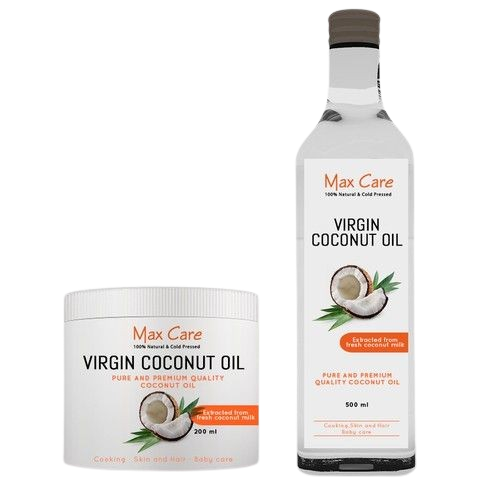 Max Care
100% Natural & Cold Pressed
VIRGIN COCONUT OIL
PURE AND PREMIUM QUALITY
COCONUT OIL
Extracted from
fresh coconut milk
200 ml
Cooking - Skin and Hair - Baby care
Max Care
100% Natural & Cold Pressed
VIRGIN
COCONUT OIL
Extracted from
fresh coconut milk
PURE AND PREMIUM
QUALITY COCONUT OIL
500 ml
Cooking Skin and Hair
Baby care